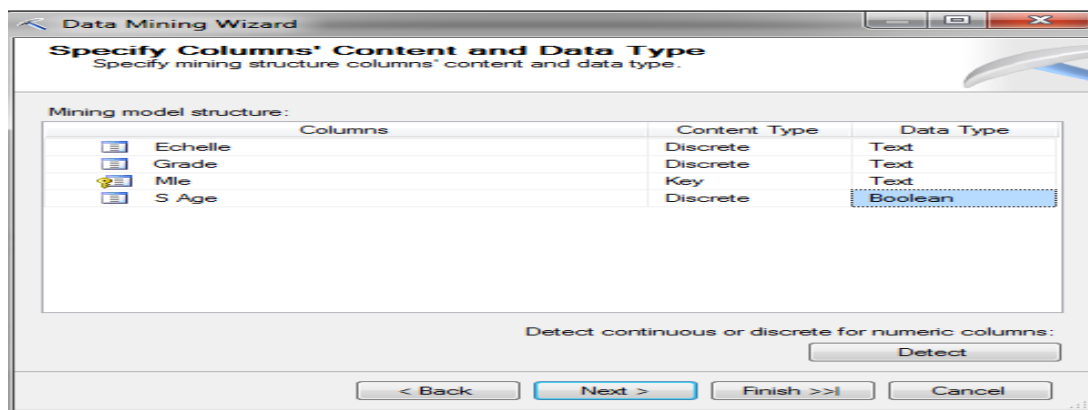 Data Mining Wizard
Specify Columns' Content and Data Type
Specify mining structure columns' content and data type.
Mining model structure:
Columns Content Type Data Type
Echelle Discrete Text
Grade Discrete Text
Mle Key Text
S Age Discrete Boolean
Detect continuous or discrete for numeric columns:
Detect
< Back Next > Finish >>| Cancel